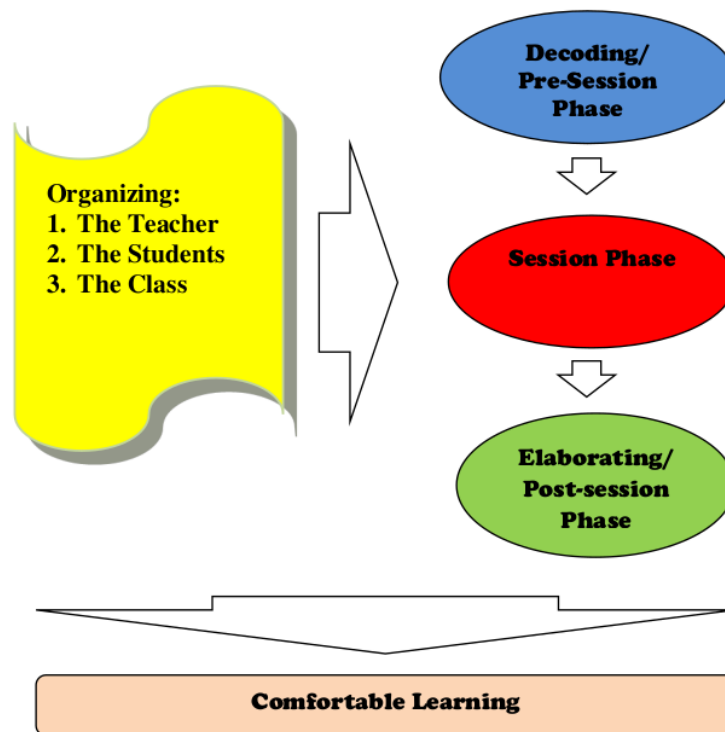 Organizing:
1. The Teacher
2. The Students
3. The Class
Decoding/
Pre-Session
Phase
Session Phase
Elaborating/
Post-session
Phase
Comfortable Learning